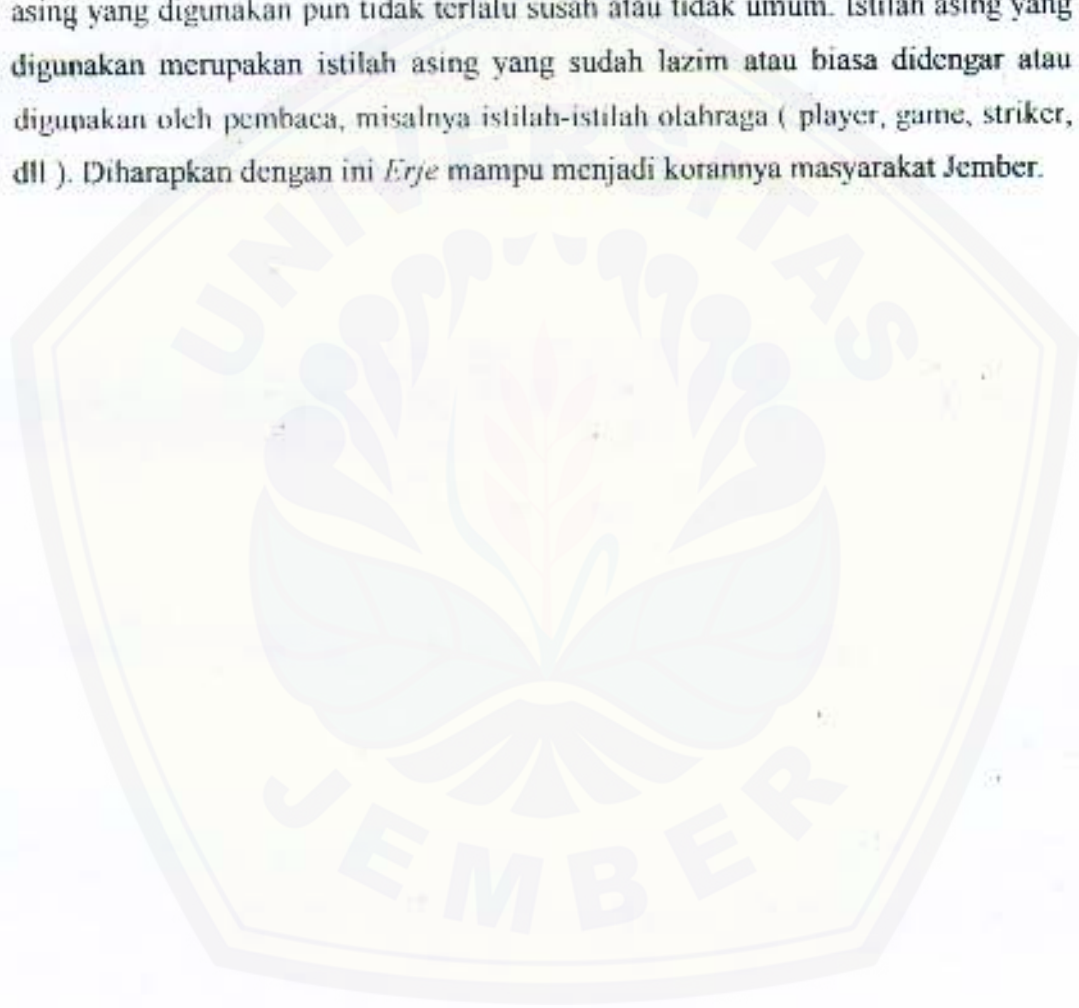 asing yang digunakan pun tidak terlalu susah atau tidak umum. Istilah asing yang
digunakan merupakan istilah asing yang sudah lazim atau biasa didengar atau
digunakan oleh pembaca, misalnya istilah-istilah olahraga ( player, game, striker,
dll ). Diharapkan dengan ini Erje mampu menjadi korannya masyarakat Jember.
UNIVERSITAS
JEMBER